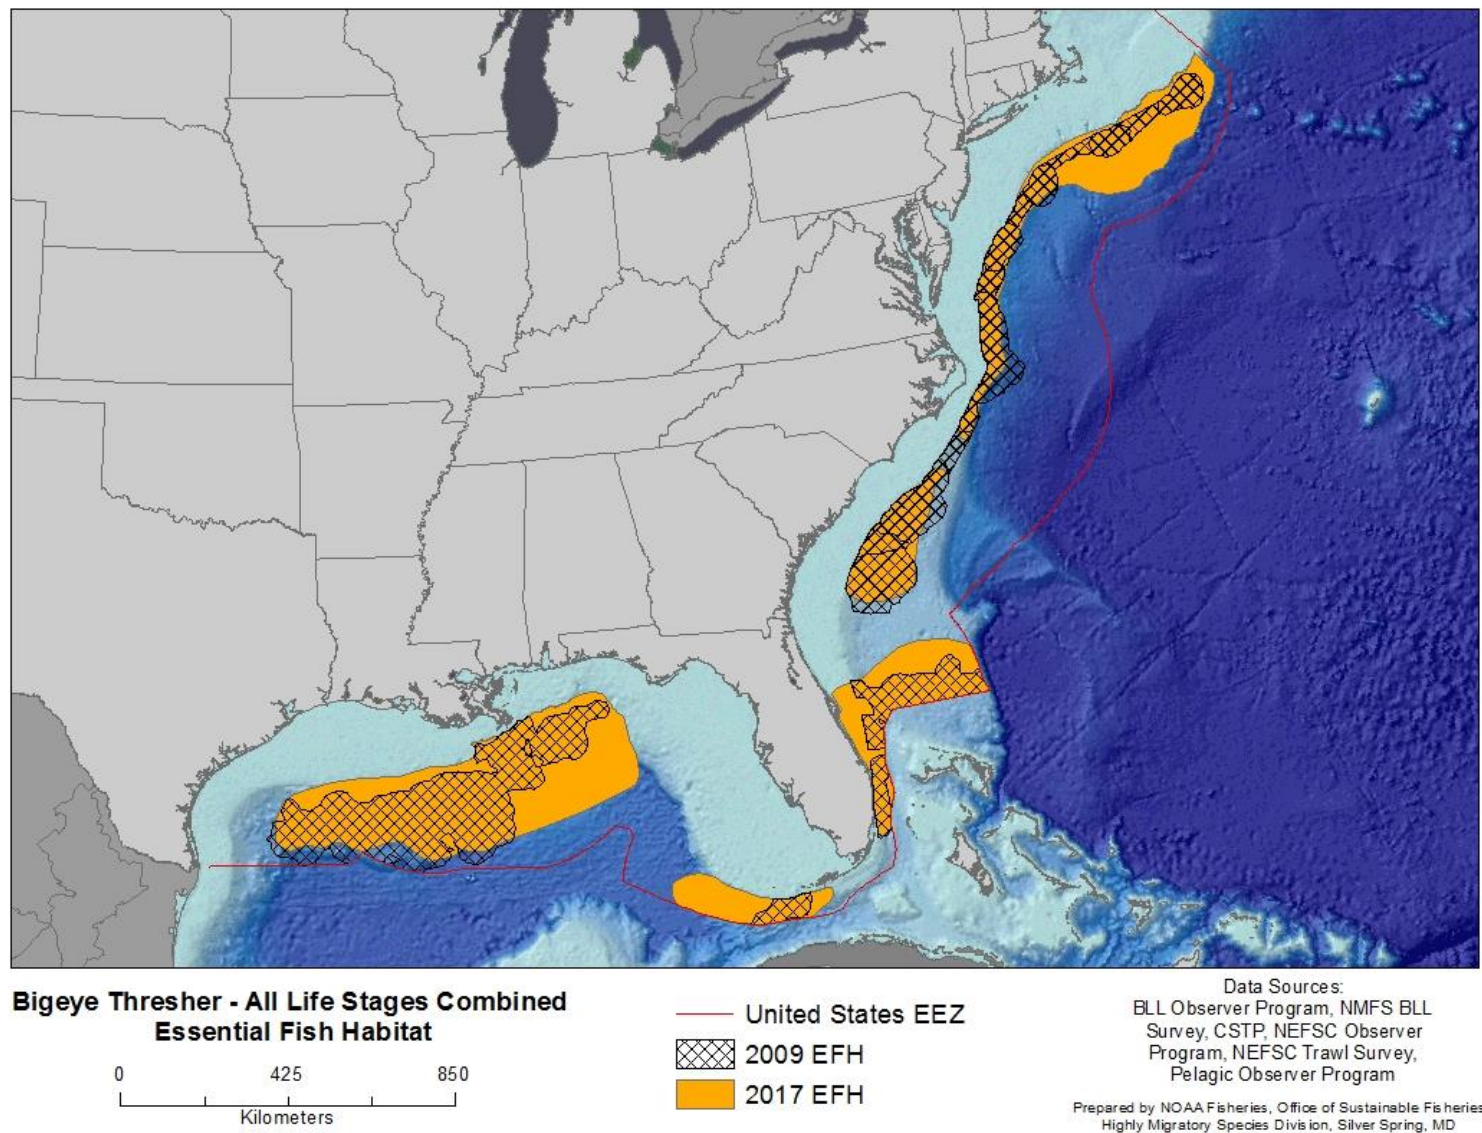 Bigeye Thresher - All Life Stages Combined
Essential Fish Habitat
0 425 850
Kilometers
United States EEZ
2009 EFH
2017 EFH
Data Sources:
BLL Observer Program, NMFS BLL
Survey, CSTP, NEFSC Observer
Program, NEFSC Trawl Survey,
Pelagic Observer Program
Prepared by NOAA Fisheries, Office of Sustainable Fisheries
Highly Migratory Species Division, Silver Spring, MD